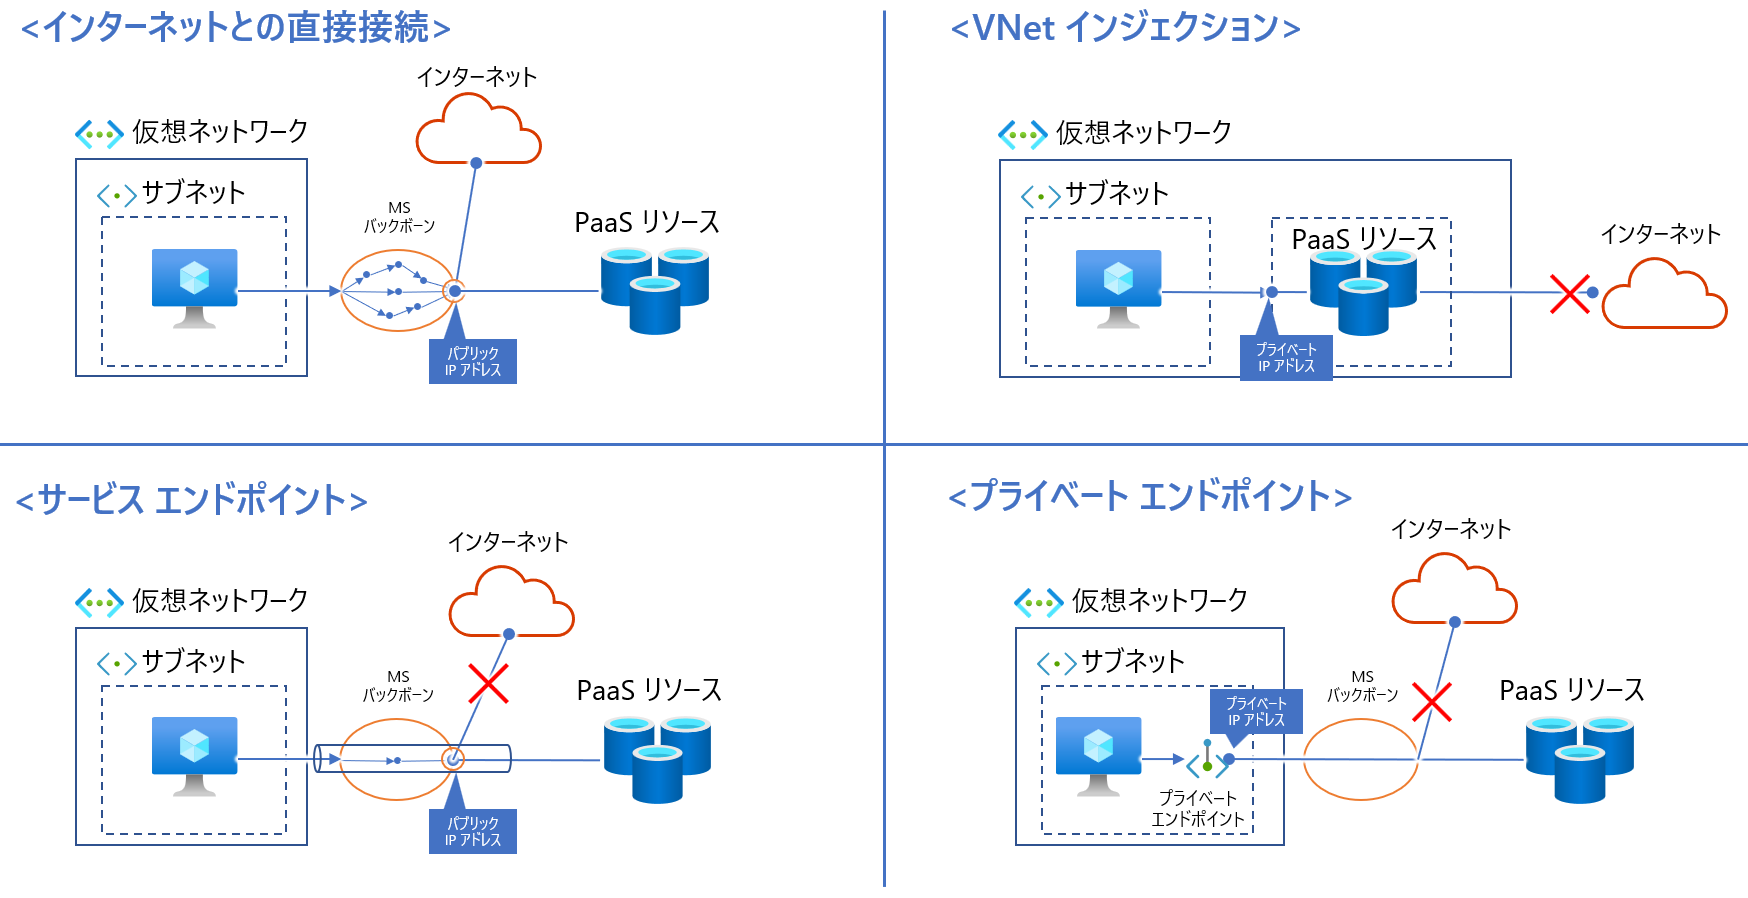 <インターネットとの直接接続>
インターネット
仮想ネットワーク
サブネット
MS
バックボーン
PaaS リソース
パブリック
IP アドレス
<VNet インジェクション>
仮想ネットワーク
サブネット
PaaS リソース
インターネット
プライベート
IP アドレス
<サービス エンドポイント>
インターネット
仮想ネットワーク
サブネット
MS
バックボーン
PaaS リソース
パブリック
IP アドレス
<プライベート エンドポイント>
インターネット
仮想ネットワーク
サブネット
MS
バックボーン
PaaS リソース
プライベート
IP アドレス
プライベート
エンドポイント